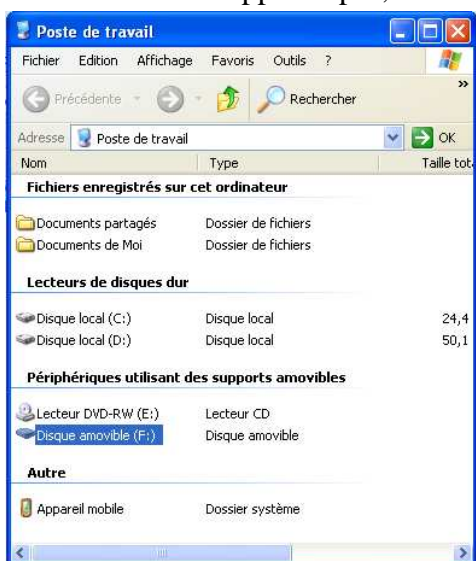 Poste de travail
Fichier Edition Affichage Favoris Outils ?
Précédente Rechercher »
Adresse Poste de travail OK
Nom Type Taille tot
Fichiers enregistrés sur cet ordinateur
Documents partagés Dossier de fichiers
Documents de Moi Dossier de fichiers
Lecteurs de disques dur
Disque local (C:) Disque local 24,4
Disque local (D:) Disque local 50,1
Périphériques utilisant des supports amovibles
Lecteur DVD-RW (E:) Lecteur CD
Disque amovible (F:) Disque amovible
Autre
Appareil mobile Dossier système